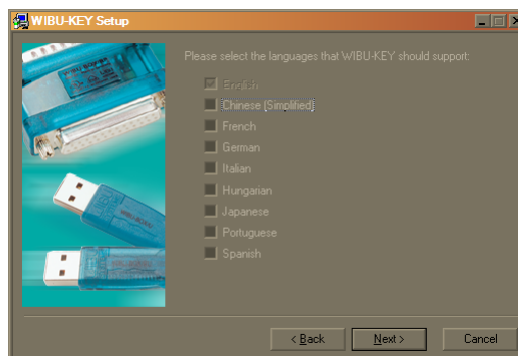 WIBU-KEY Setup
Please select the languages that WIBU-KEY should support:
English
Chinese (Simplified)
French
German
Italian
Hungarian
Japanese
Portuguese
Spanish
< Back
Next >
Cancel